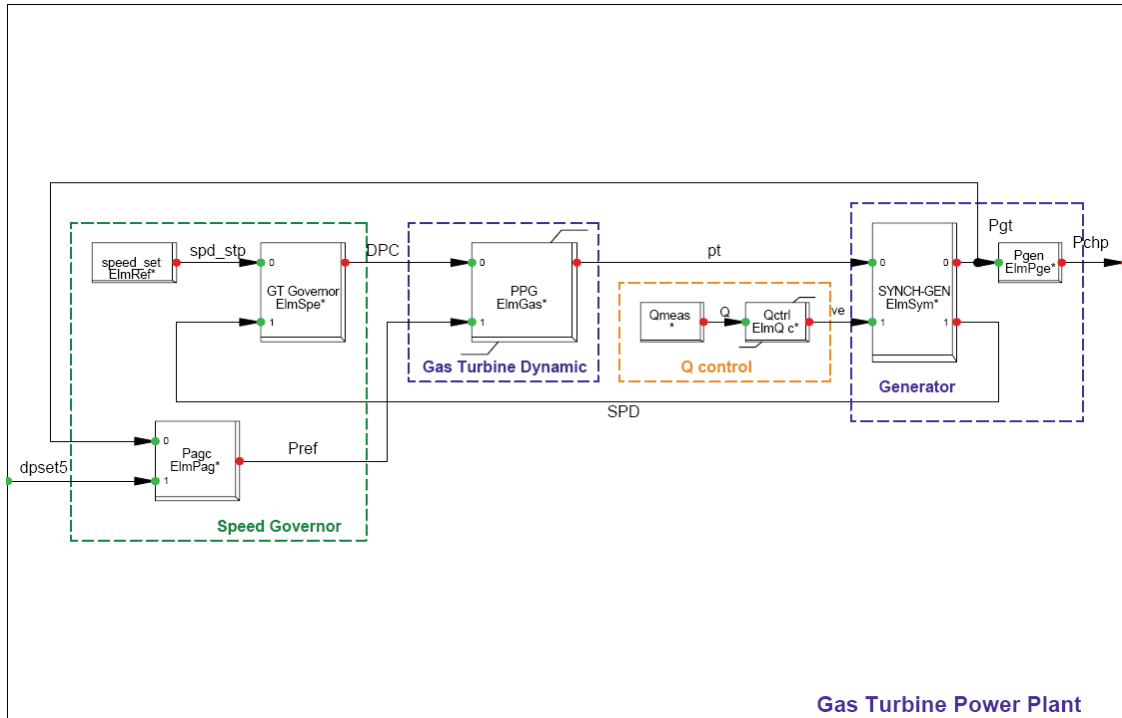 Pgt
Pchp
speed_set
ElmRef*
spd_stp
0
GT Governor
ElmSpe*
1
DPC
0
PPG
ElmGas*
1
Gas Turbine Dynamic
pt
Qmeas
*
Q
Qctrl
ElmQ c*
ve
Q control
0
0
SYNCH-GEN
ElmSym*
1
1
Generator
Pgen
ElmPge*
SPD
0
Pagc
ElmPag*
1
dpset5
Pref
Speed Governor
Gas Turbine Power Plant